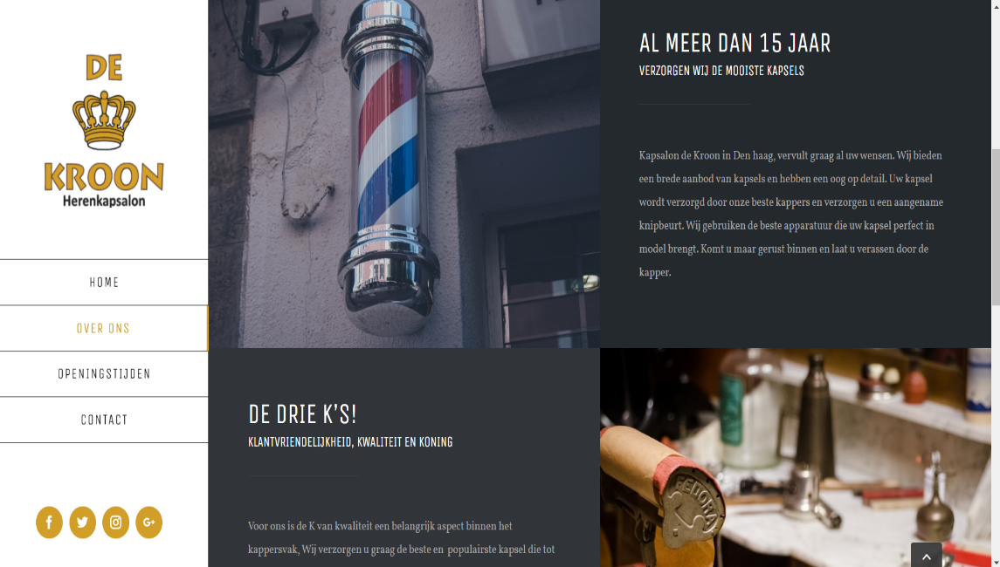 DE
KROON
Herenkapsalon
HOME
OVER ONS
OPENINGSTIJDEN
CONTACT
AL MEER DAN 15 JAAR
VERZORGEN WIJ DE MOOISTE KAPSELS
Kapsalon de Kroon in Den haag, vervult graag al uw wensen. Wij bieden
een brede aanbod van kapsels en hebben een oog op detail. Uw kapsel
wordt verzorgd door onze beste kappers en verzorgen u een aangename
knipbeurt. Wij gebruiken de beste apparatuur die uw kapsel perfect in
model brengt. Komt u maar gerust binnen en laat u verassen door de
kapper.
DE DRIE K'S!
KLANTVRIENDELIJKHEID, KWALITEIT EN KONING
Voor ons is de K van kwaliteit een belangrijk aspect binnen het
kappersvak, Wij verzorgen u graag de beste en populairste kapsel die tot
FEDORA